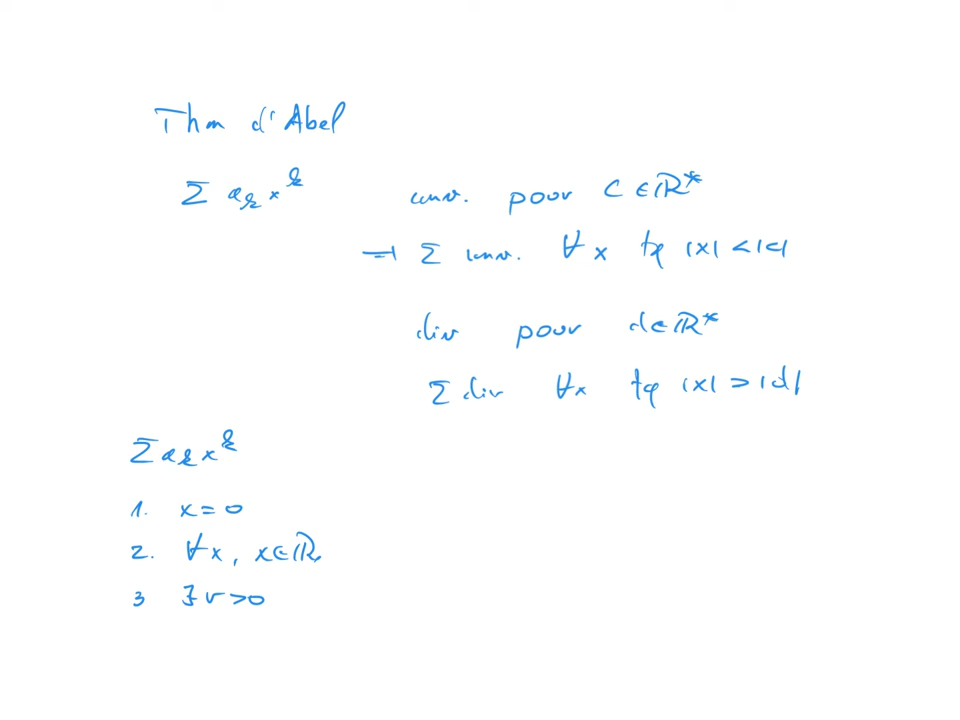 Thm d'Abel
Σ a_k x^k conv. pour C ∈ ℝ*
⇒ Σ conv. ∀ x tq |x| < |c|
div pour d ∈ ℝ*
Σ div ∀x tq |x| > |d|
Σ a_k x^k
1. x = 0
2. ∀x, x ∈ ℝ
3 ∃ r > 0